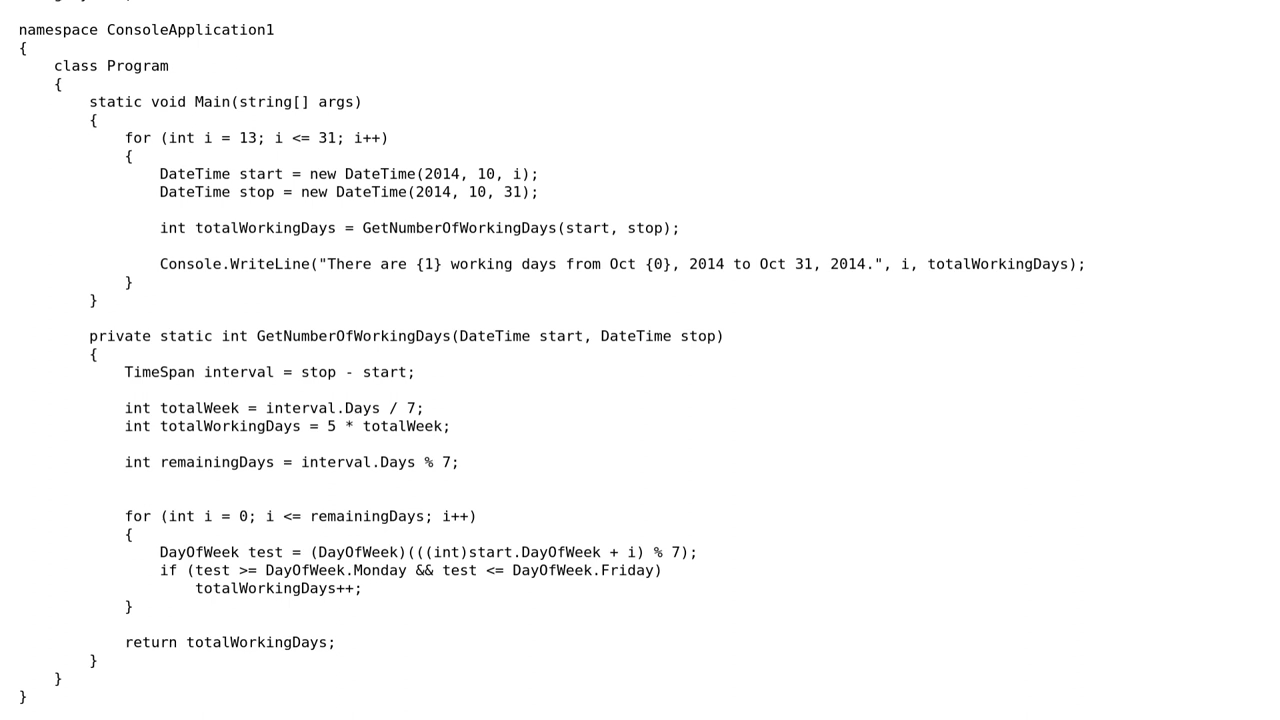 namespace ConsoleApplication1
{
    class Program
    {
        static void Main(string[] args)
        {
            for (int i = 13; i <= 31; i++)
            {
                DateTime start = new DateTime(2014, 10, i);
                DateTime stop = new DateTime(2014, 10, 31);

                int totalWorkingDays = GetNumberOfWorkingDays(start, stop);

                Console.WriteLine("There are {1} working days from Oct {0}, 2014 to Oct 31, 2014.", i, totalWorkingDays);
            }
        }

        private static int GetNumberOfWorkingDays(DateTime start, DateTime stop)
        {
            TimeSpan interval = stop - start;

            int totalWeek = interval.Days / 7;
            int totalWorkingDays = 5 * totalWeek;

            int remainingDays = interval.Days % 7;


            for (int i = 0; i <= remainingDays; i++)
            {
                DayOfWeek test = (DayOfWeek)(((int)start.DayOfWeek + i) % 7);
                if (test >= DayOfWeek.Monday && test <= DayOfWeek.Friday)
                    totalWorkingDays++;
            }

            return totalWorkingDays;
        }
    }
}